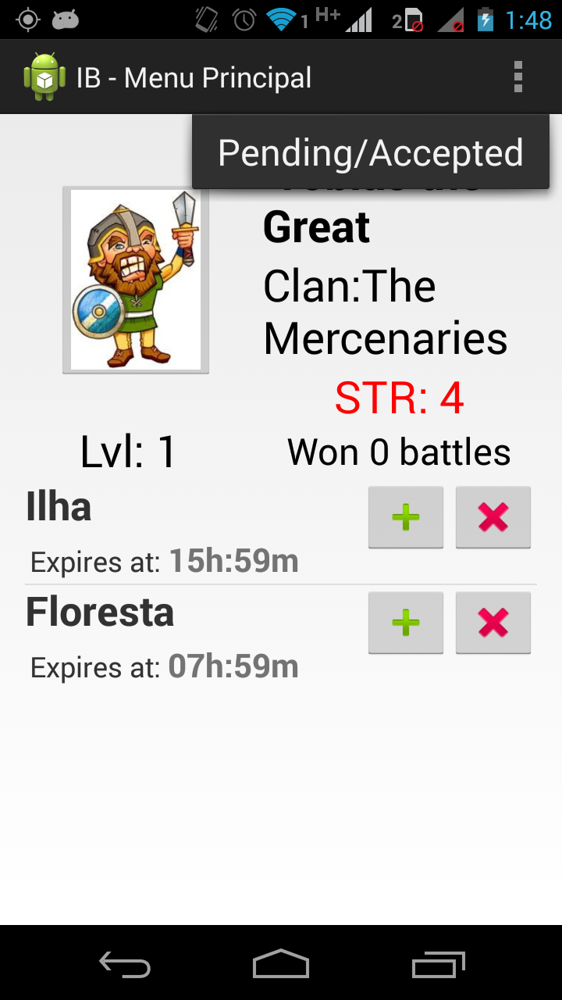 1 H+ 2 1:48
IB - Menu Principal
Pending/Accepted
Great
Clan:The
Mercenaries
STR: 4
Lvl: 1
Won 0 battles
Ilha
Expires at: 15h:59m
Floresta
Expires at: 07h:59m